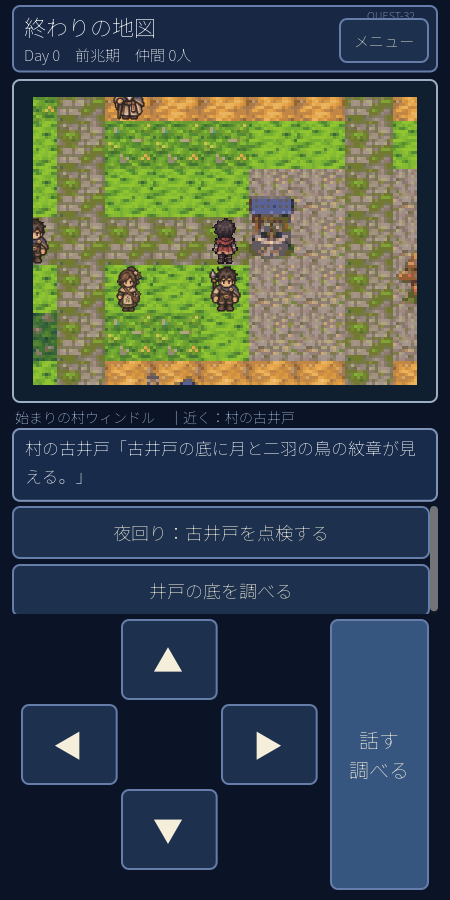 終わりの地図
QUEST-32
Day 0　前兆期　仲間 0人
メニュー
始まりの村ウィンドル　｜近く：村の古井戸
村の古井戸「古井戸の底に月と二羽の鳥の紋章が見
える。」
夜回り：古井戸を点検する
井戸の底を調べる
話す
調べる